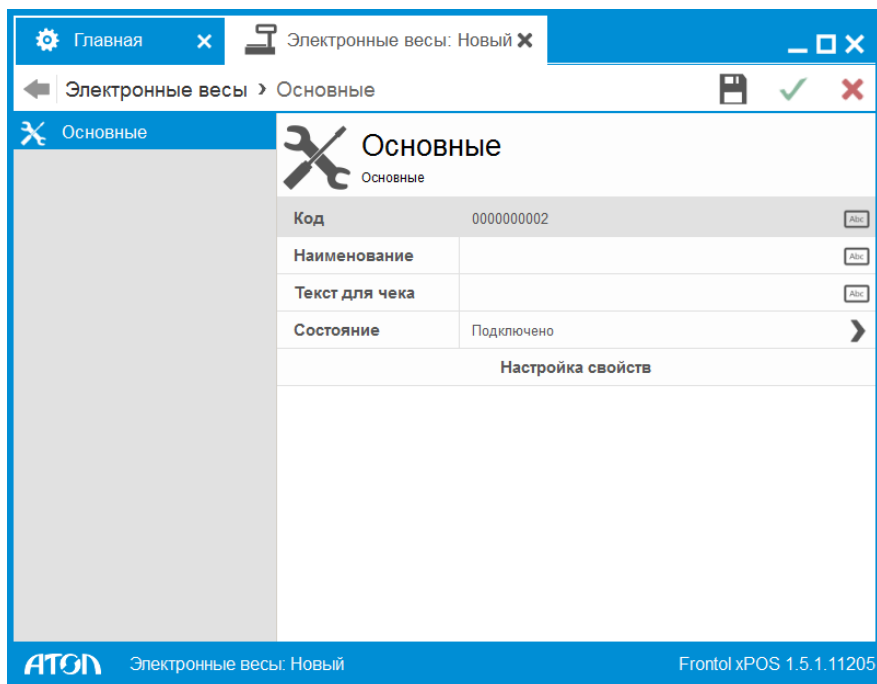 Главная
Электронные весы: Новый
Электронные весы › Основные
Основные
Основные
Основные
Код 0000000002 Abc
Наименование Abc
Текст для чека Abc
Состояние Подключено
Настройка свойств
АТОЛ Электронные весы: Новый Frontol xPOS 1.5.1.11205